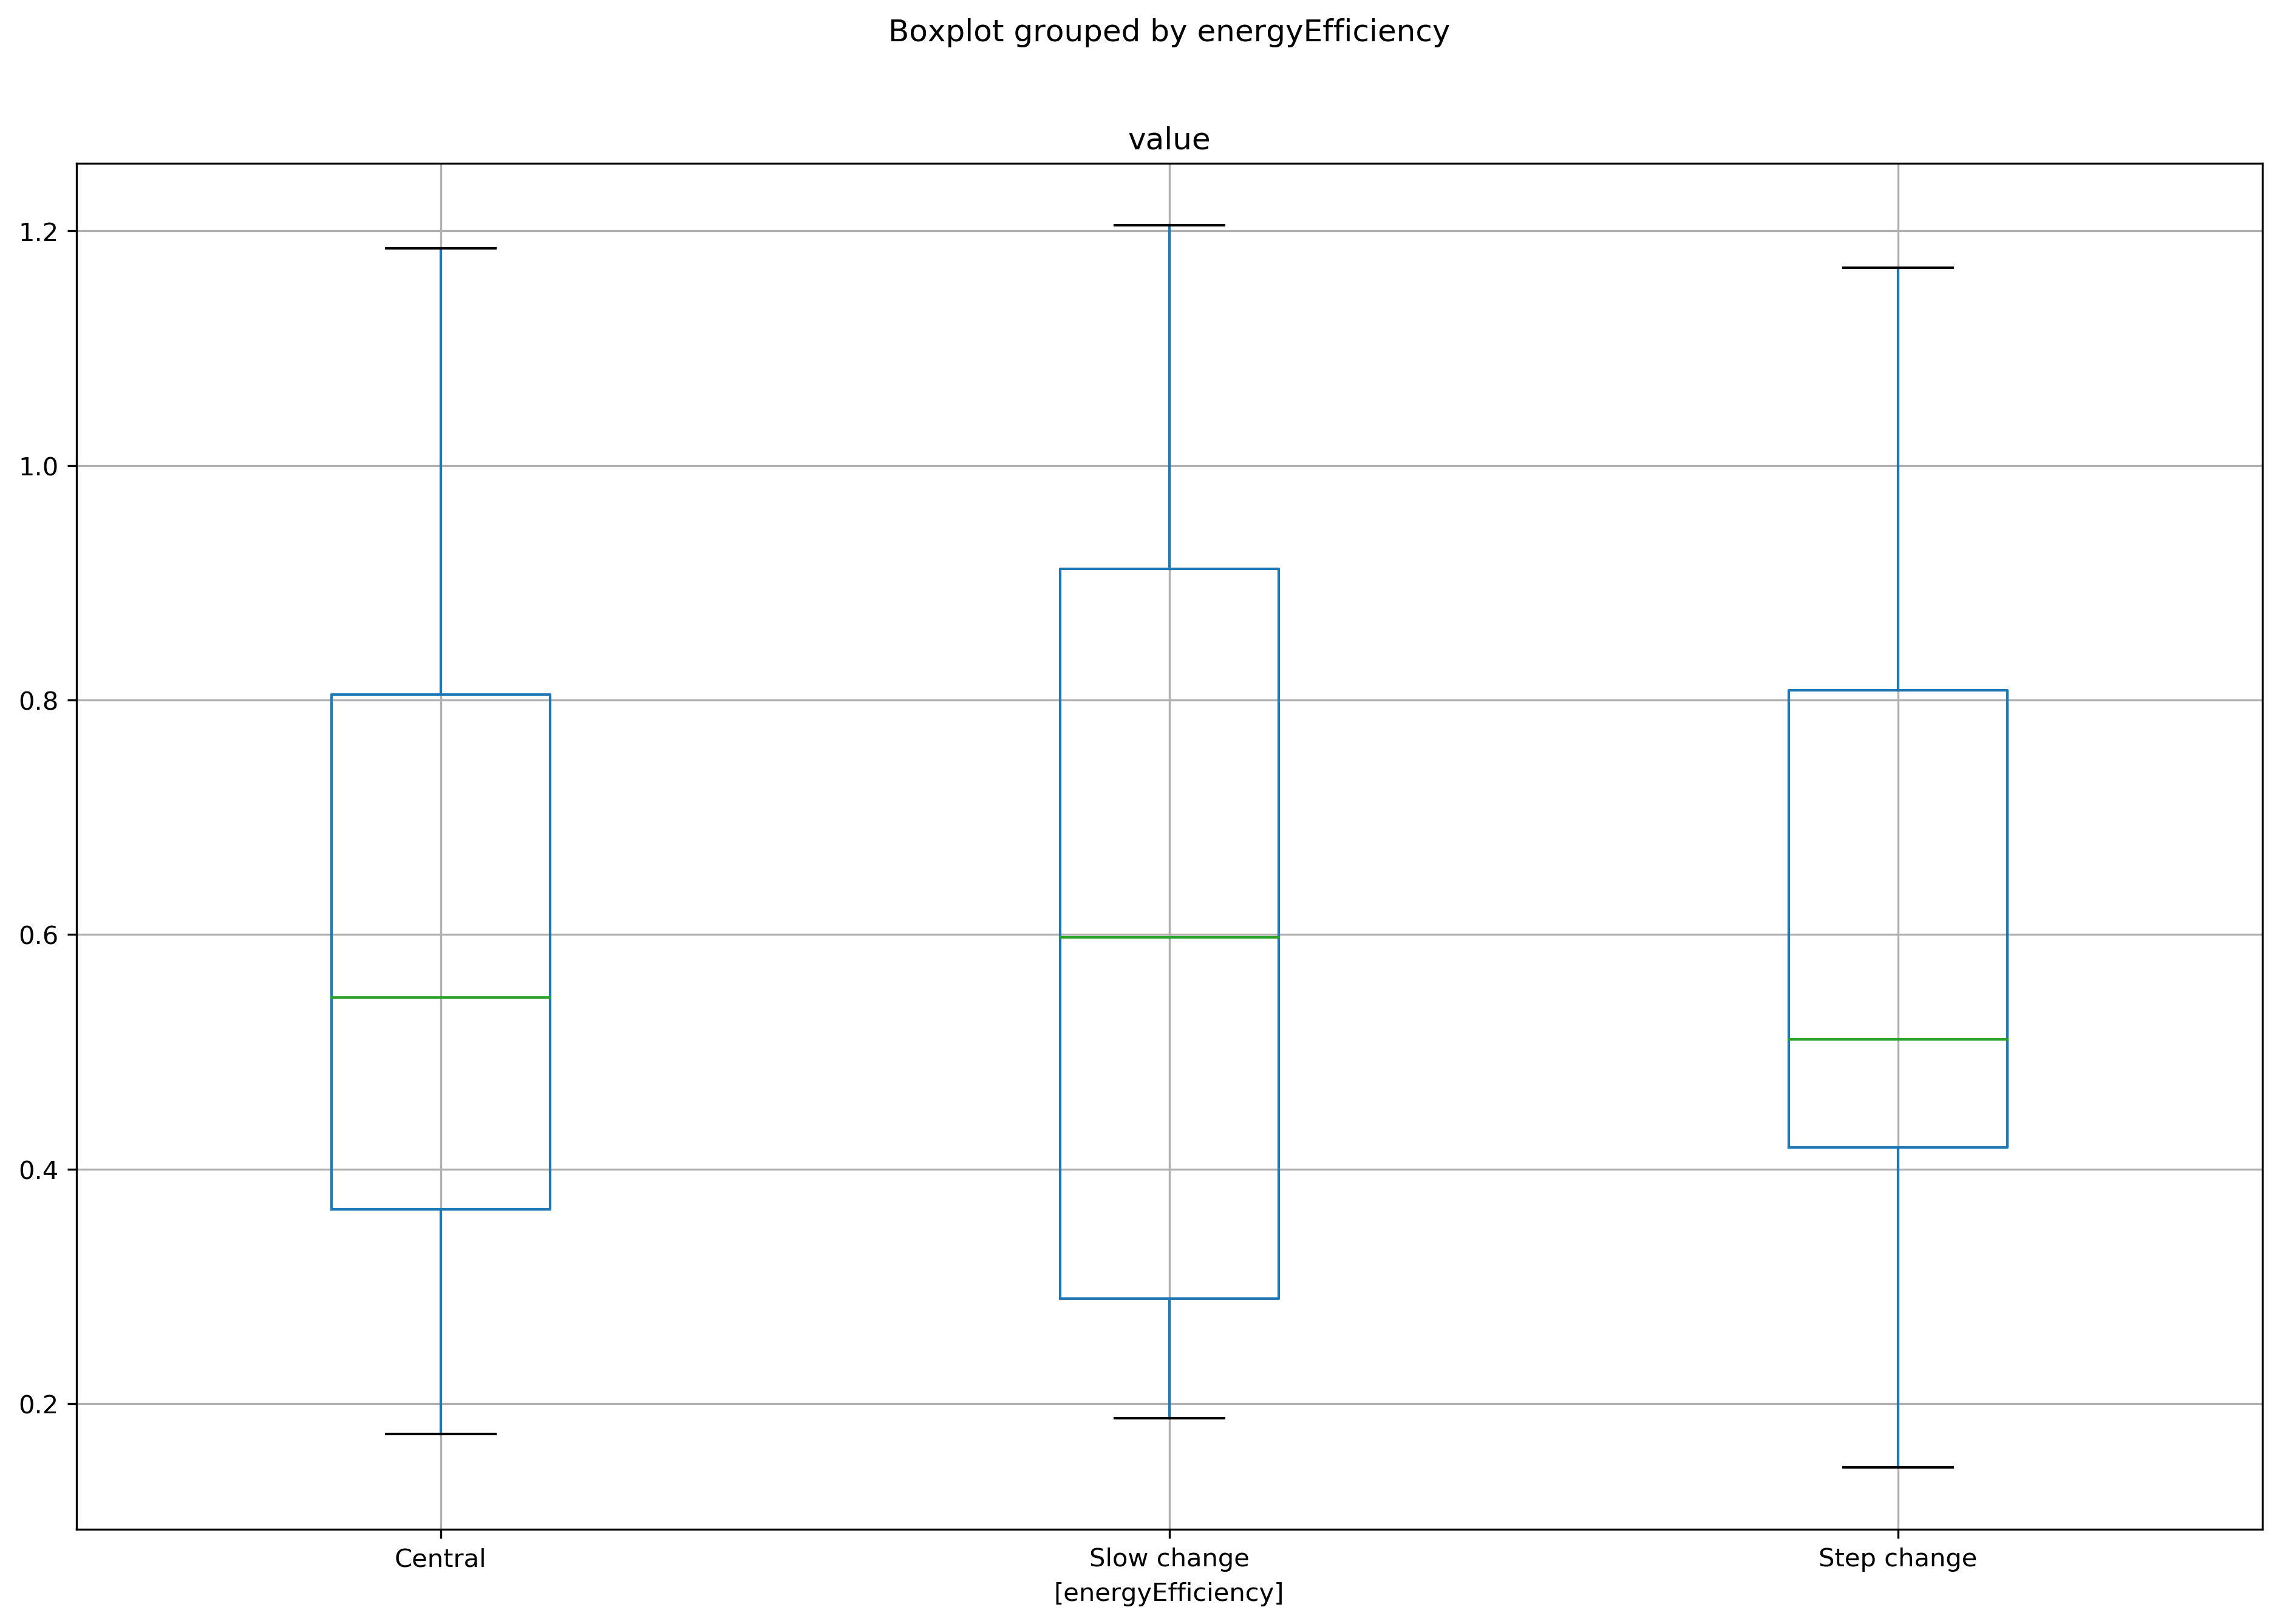 Boxplot grouped by energyEfficiency
value
1.2
1.0
0.8
0.6
0.4
0.2
Central
Slow change
Step change
[energyEfficiency]